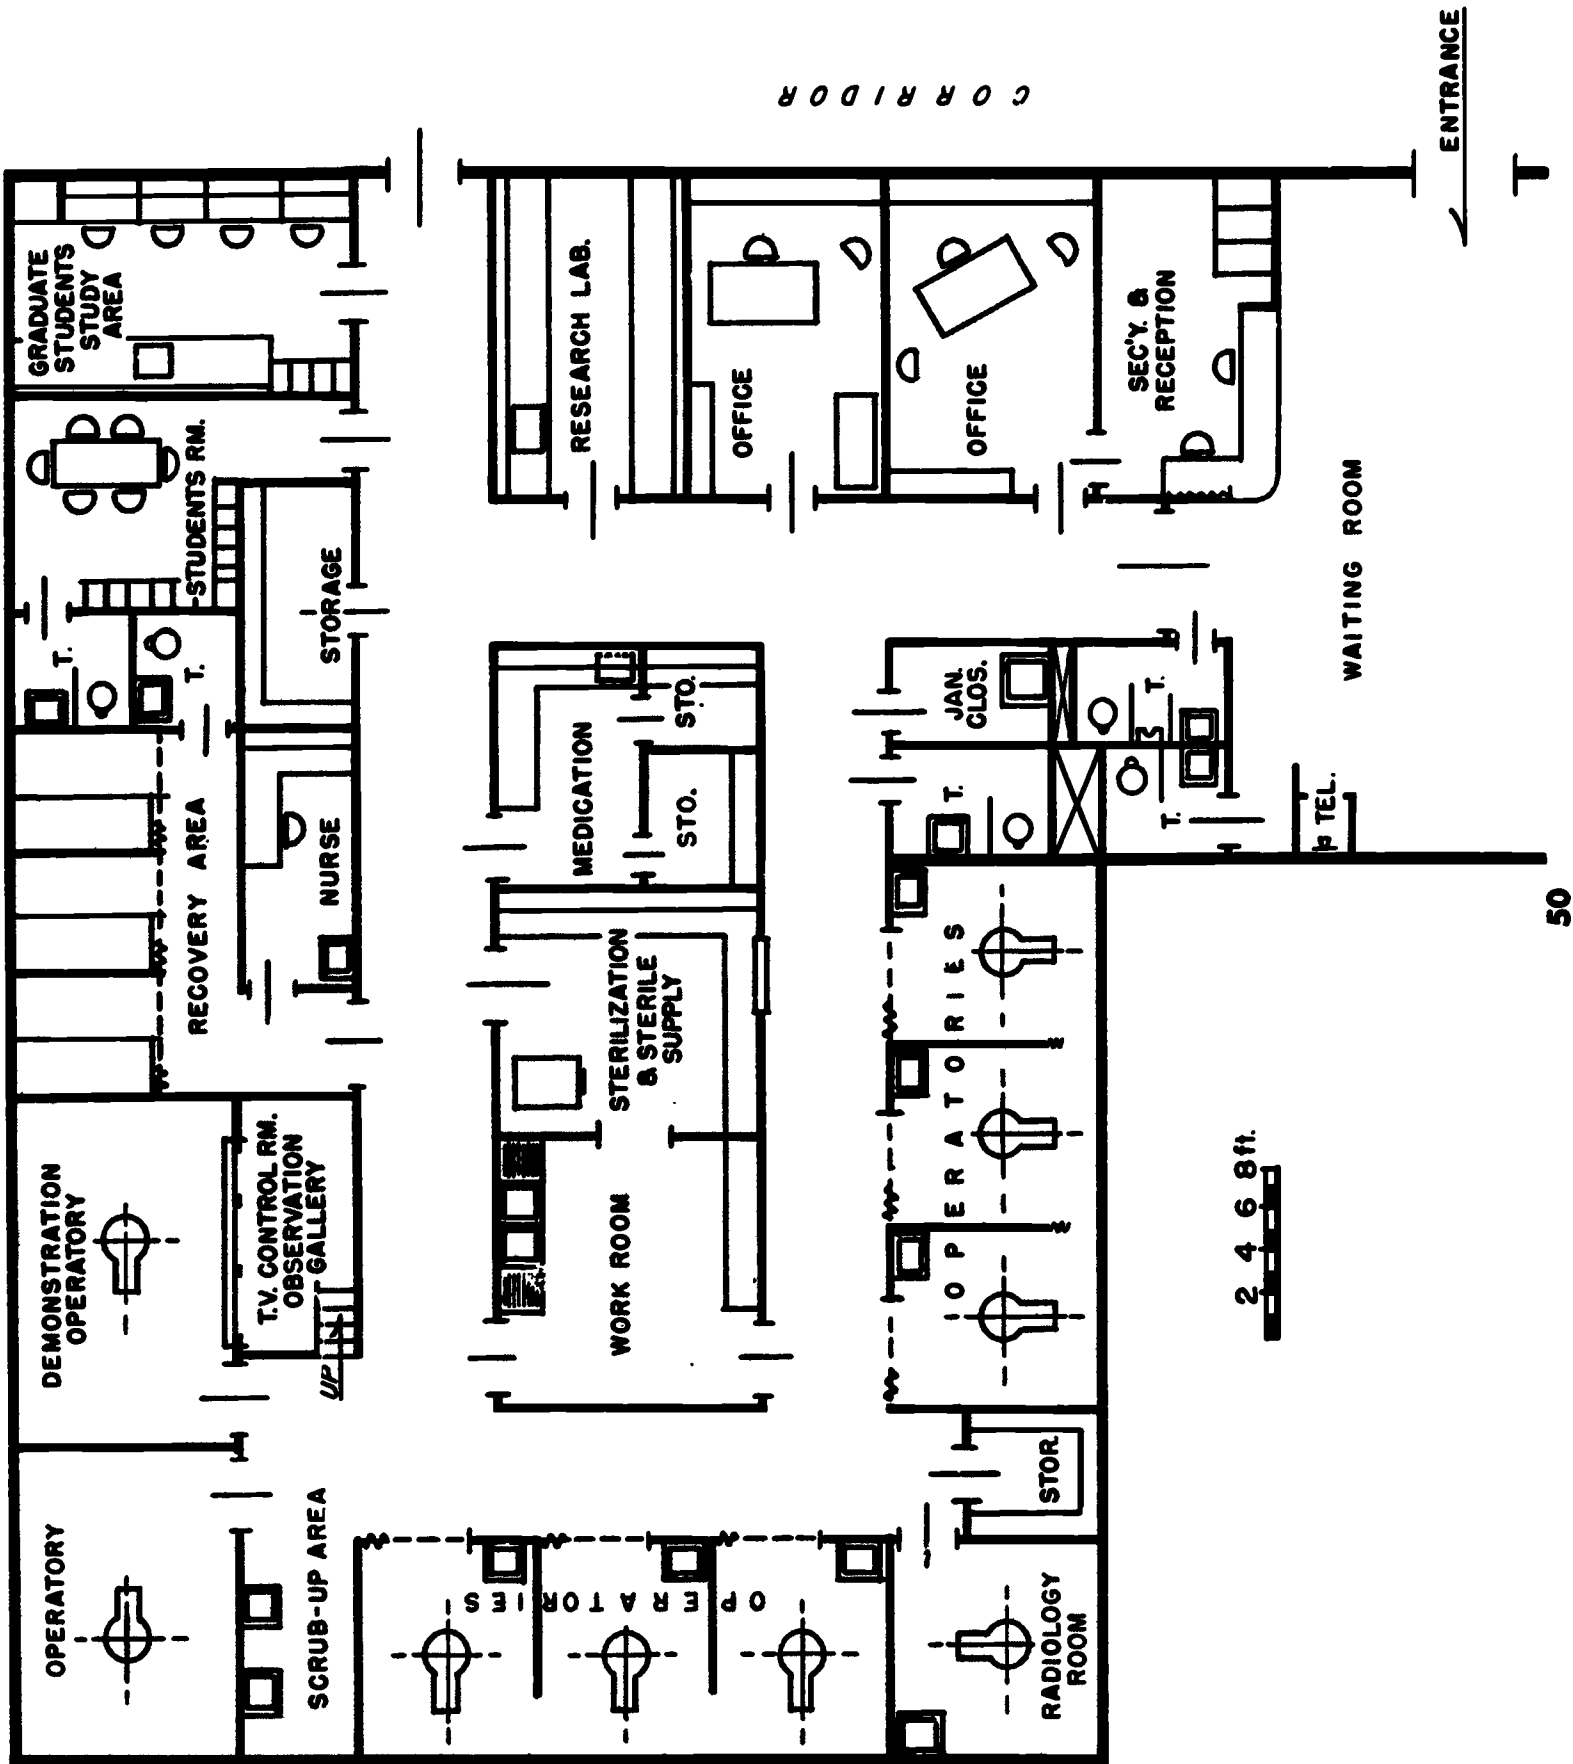 CORRIDOR
ENTRANCE
GRADUATE
STUDENTS
STUDY
AREA
STUDENTS RM.
T.
T.
STORAGE
RECOVERY AREA
NURSE
DEMONSTRATION
OPERATORY
T.V. CONTROL RM.
OBSERVATION
GALLERY
UP
OPERATORY
SCRUB-UP AREA
RESEARCH LAB.
OFFICE
OFFICE
SEC'Y. &
RECEPTION
WAITING ROOM
MEDICATION
STO.
STO.
STERILIZATION
& STERILE
SUPPLY
WORK ROOM
JAN.
CLOS.
T.
T.
T.
TEL.
OPERATORIES
OPERATORIES
STOR.
RADIOLOGY
ROOM
2 4 6 8ft.
50